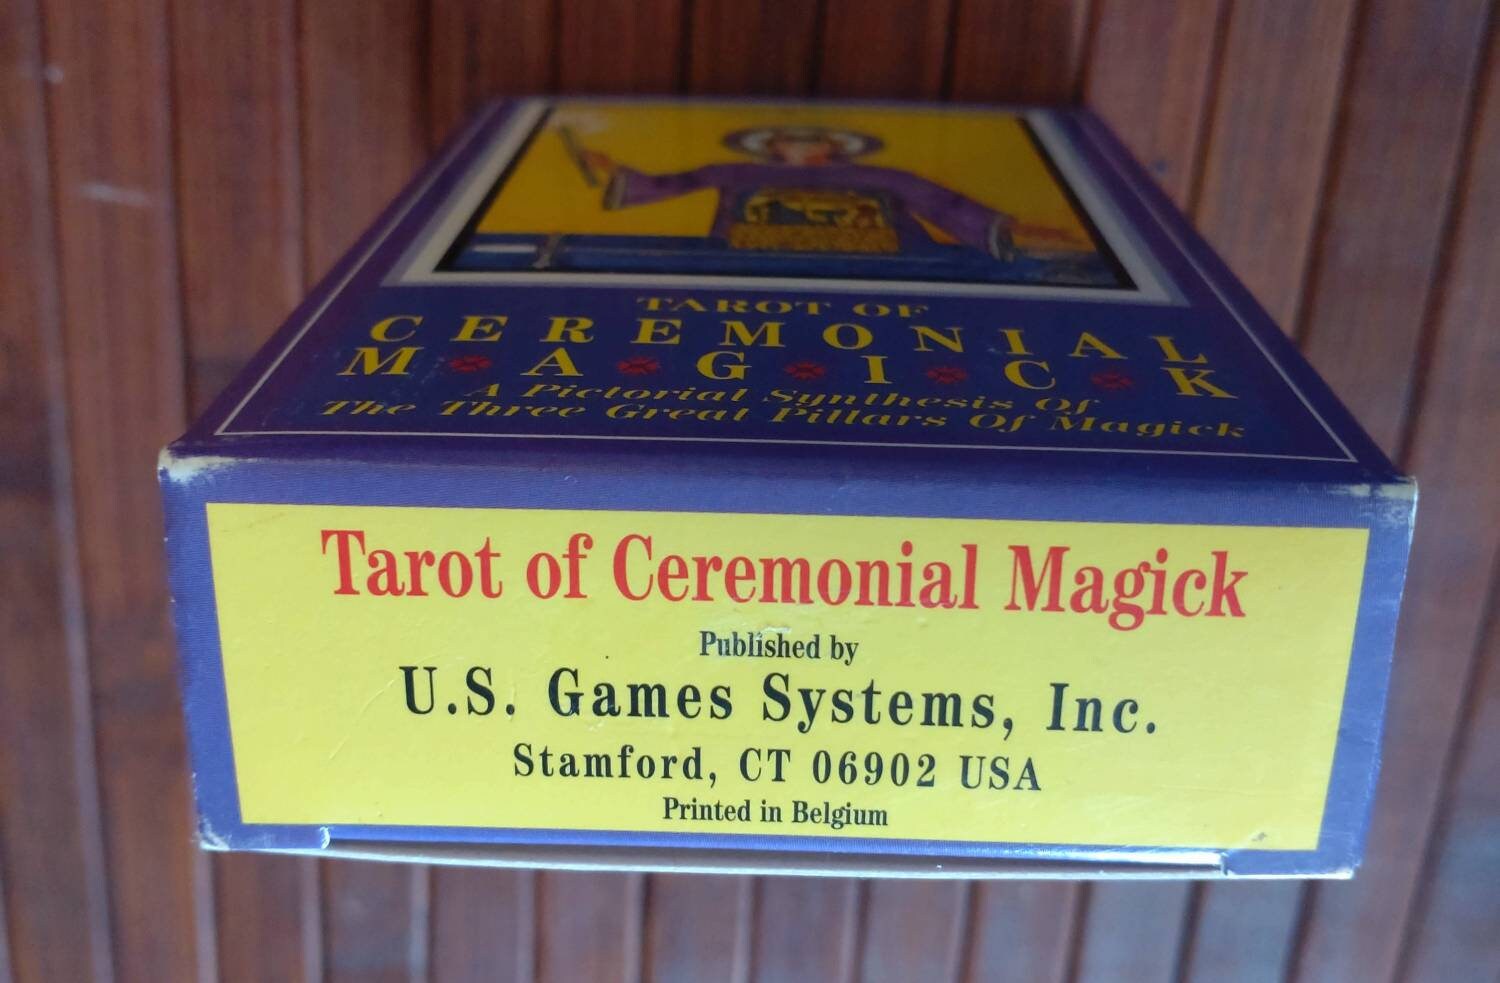 TAROT OF
CEREMONIAL
MAGICK
A Pictorial Synthesis Of
The Three Great Pillars Of Magick
Tarot of Ceremonial Magick
Published by
U.S. Games Systems, Inc.
Stamford, CT 06902 USA
Printed in Belgium